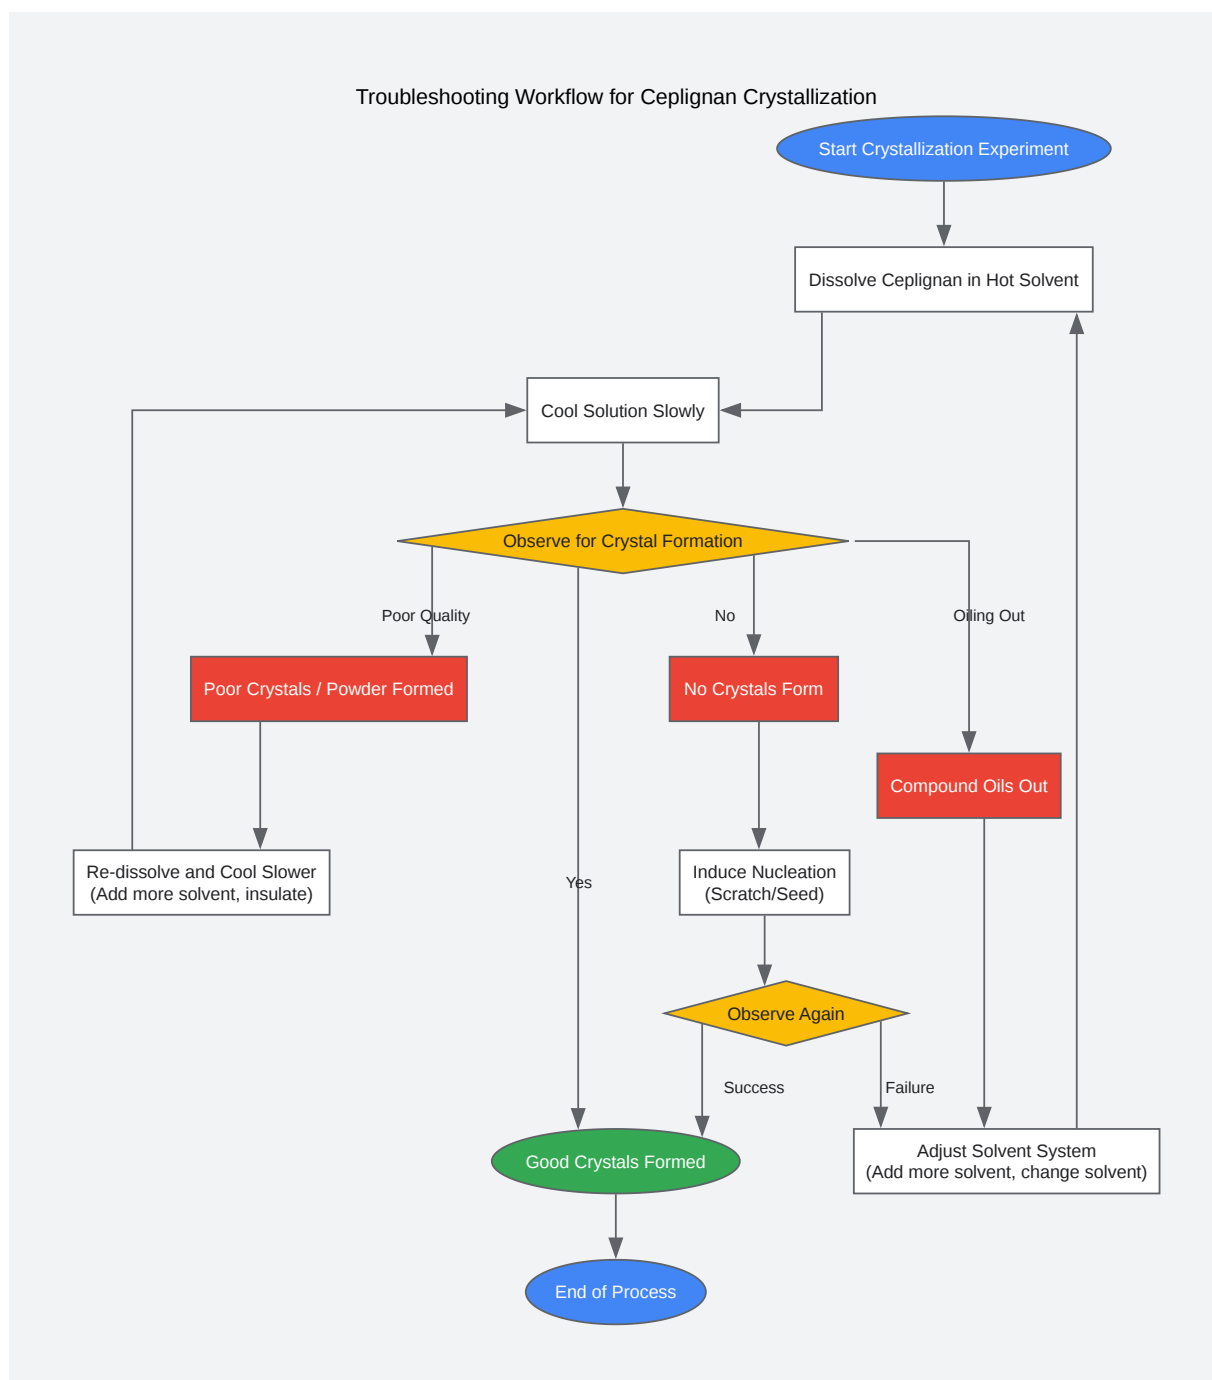 Troubleshooting Workflow for Ceplignan Crystallization
Start Crystallization Experiment
Dissolve Ceplignan in Hot Solvent
Cool Solution Slowly
Observe for Crystal Formation
Poor Quality
No
Oiling Out
Poor Crystals / Powder Formed
No Crystals Form
Compound Oils Out
Re-dissolve and Cool Slower
(Add more solvent, insulate)
Yes
Induce Nucleation
(Scratch/Seed)
Observe Again
Success
Failure
Good Crystals Formed
Adjust Solvent System
(Add more solvent, change solvent)
End of Process